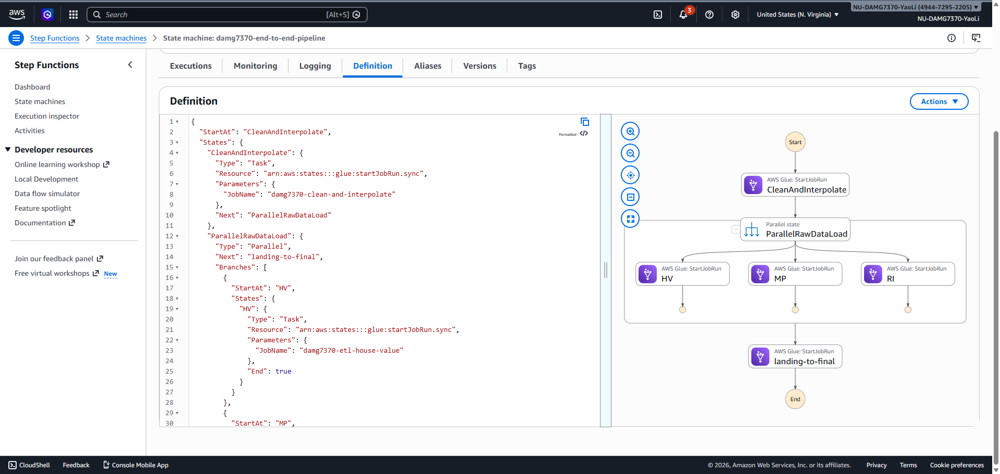 aws
Search
[Alt+S]
3
United States (N. Virginia)
NU-DAMG7370-YaoLi (4944-7295-2205)
NU-DAMG7370-YaoLi
Step Functions
State machines
State machine: damg7370-end-to-end-pipeline
Step Functions
Dashboard
State machines
Execution inspector
Activities
Developer resources
Online learning workshop
Local Development
Data flow simulator
Feature spotlight
Documentation
Join our feedback panel
Free virtual workshops New
Executions
Monitoring
Logging
Definition
Aliases
Versions
Tags
Definition
Actions
Formatted
1 {
2 "StartAt": "CleanAndInterpolate",
3 "States": {
4 "CleanAndInterpolate": {
5 "Type": "Task",
6 "Resource": "arn:aws:states:::glue:startJobRun.sync",
7 "Parameters": {
8 "JobName": "damg7370-clean-and-interpolate"
9 },
10 "Next": "ParallelRawDataLoad"
11 },
12 "ParallelRawDataLoad": {
13 "Type": "Parallel",
14 "Next": "landing-to-final",
15 "Branches": [
16 {
17 "StartAt": "HV",
18 "States": {
19 "HV": {
20 "Type": "Task",
21 "Resource": "arn:aws:states:::glue:startJobRun.sync",
22 "Parameters": {
23 "JobName": "damg7370-etl-house-value"
24 },
25 "End": true
26 }
27 }
28 },
29 {
30 "StartAt": "MP",
Start
AWS Glue: StartJobRun
CleanAndInterpolate
Parallel state
ParallelRawDataLoad
AWS Glue: StartJobRun
HV
AWS Glue: StartJobRun
MP
AWS Glue: StartJobRun
RI
AWS Glue: StartJobRun
landing-to-final
End
CloudShell
Feedback
Console Mobile App
© 2026, Amazon Web Services, Inc. or its affiliates.
Privacy
Terms
Cookie preferences